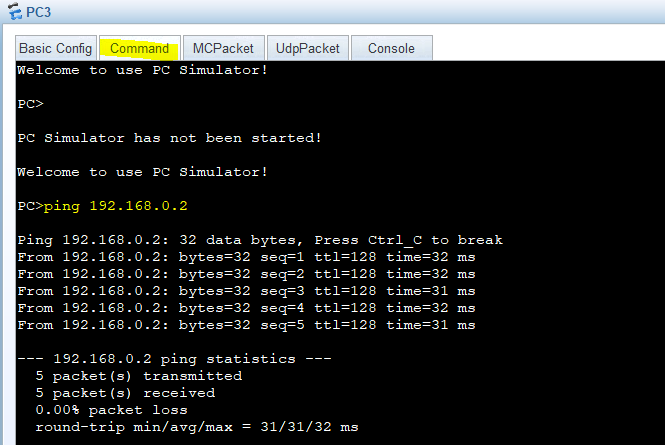 PC3
Basic Config Command MCPacket UdpPacket Console
Welcome to use PC Simulator!
PC>
PC Simulator has not been started!
Welcome to use PC Simulator!
PC>ping 192.168.0.2
Ping 192.168.0.2: 32 data bytes, Press Ctrl_C to break
From 192.168.0.2: bytes=32 seq=1 ttl=128 time=32 ms
From 192.168.0.2: bytes=32 seq=2 ttl=128 time=32 ms
From 192.168.0.2: bytes=32 seq=3 ttl=128 time=31 ms
From 192.168.0.2: bytes=32 seq=4 ttl=128 time=32 ms
From 192.168.0.2: bytes=32 seq=5 ttl=128 time=31 ms
--- 192.168.0.2 ping statistics ---
5 packet(s) transmitted
5 packet(s) received
0.00% packet loss
round-trip min/avg/max = 31/31/32 ms